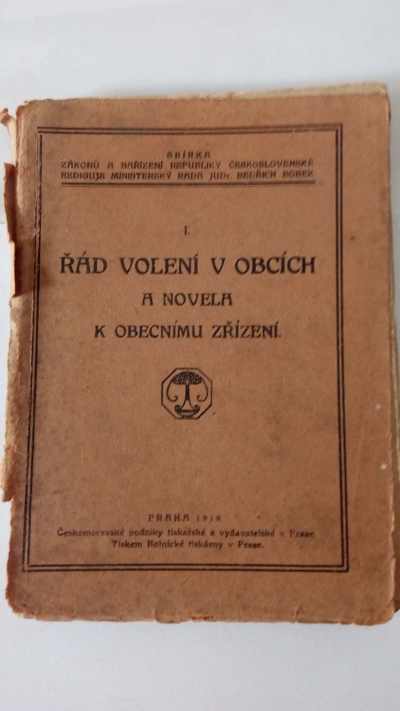 SBÍRKA
ZÁKONŮ A NAŘÍZENÍ REPUBLIKY ČESKOSLOVENSKÉ
REDIGUJE MINISTERSKÝ RADA JUDR BEDŘICH BOBEK
I.
ŘÁD VOLENÍ V OBCÍCH
A NOVELA
K OBECNÍMU ZŘÍZENÍ.
PRAHA 1919
Českomoravské podniky tiskařské a vydavatelské v Praze
Tiskem Rolnické tiskárny v Praze.